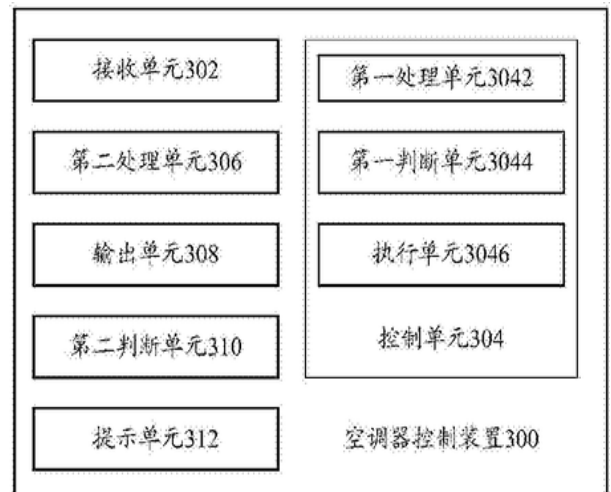 接收单元302
第二处理单元306
输出单元308
第二判断单元310
提示单元312
第一处理单元3042
第一判断单元3044
执行单元3046
控制单元304
空调器控制装置300